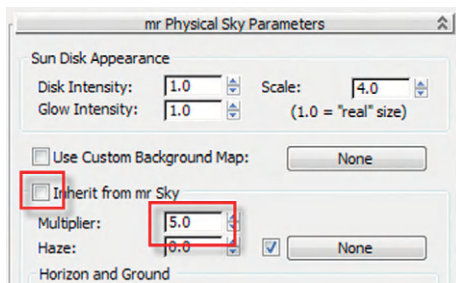 mr Physical Sky Parameters
Sun Disk Appearance
Disk Intensity: 1.0 Scale: 4.0
Glow Intensity: 1.0 (1.0 = "real" size)
Use Custom Background Map: None
Inherit from mr Sky
Multiplier: 5.0
Haze: 0.0 None
Horizon and Ground